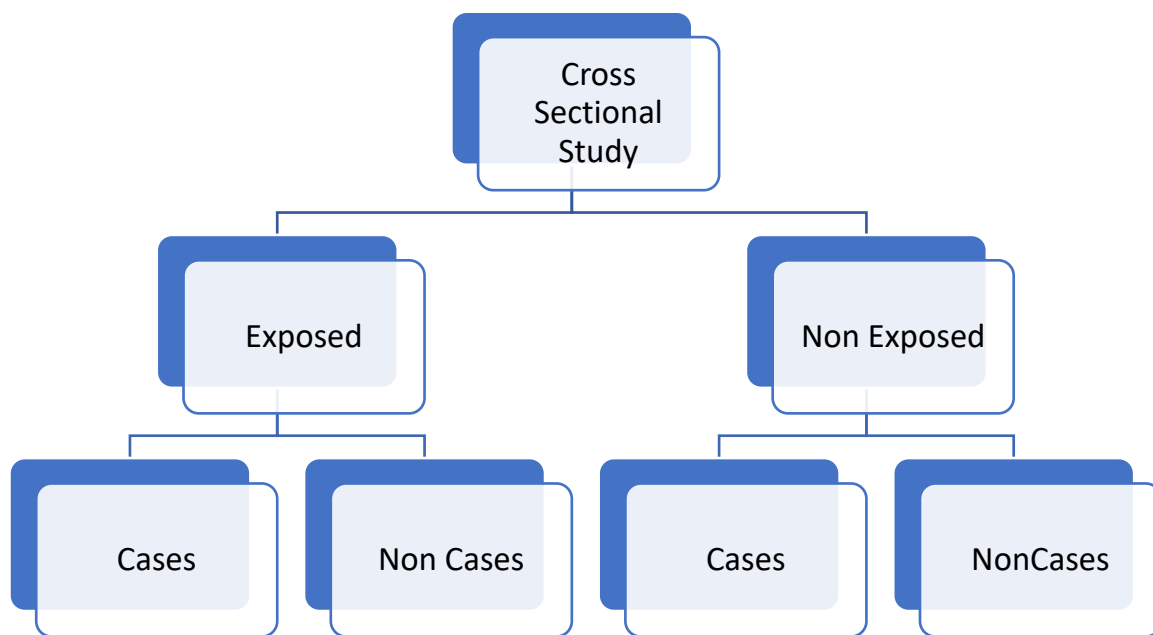 Cross
Sectional
Study
Exposed
Non Exposed
Cases
Non Cases
Cases
NonCases